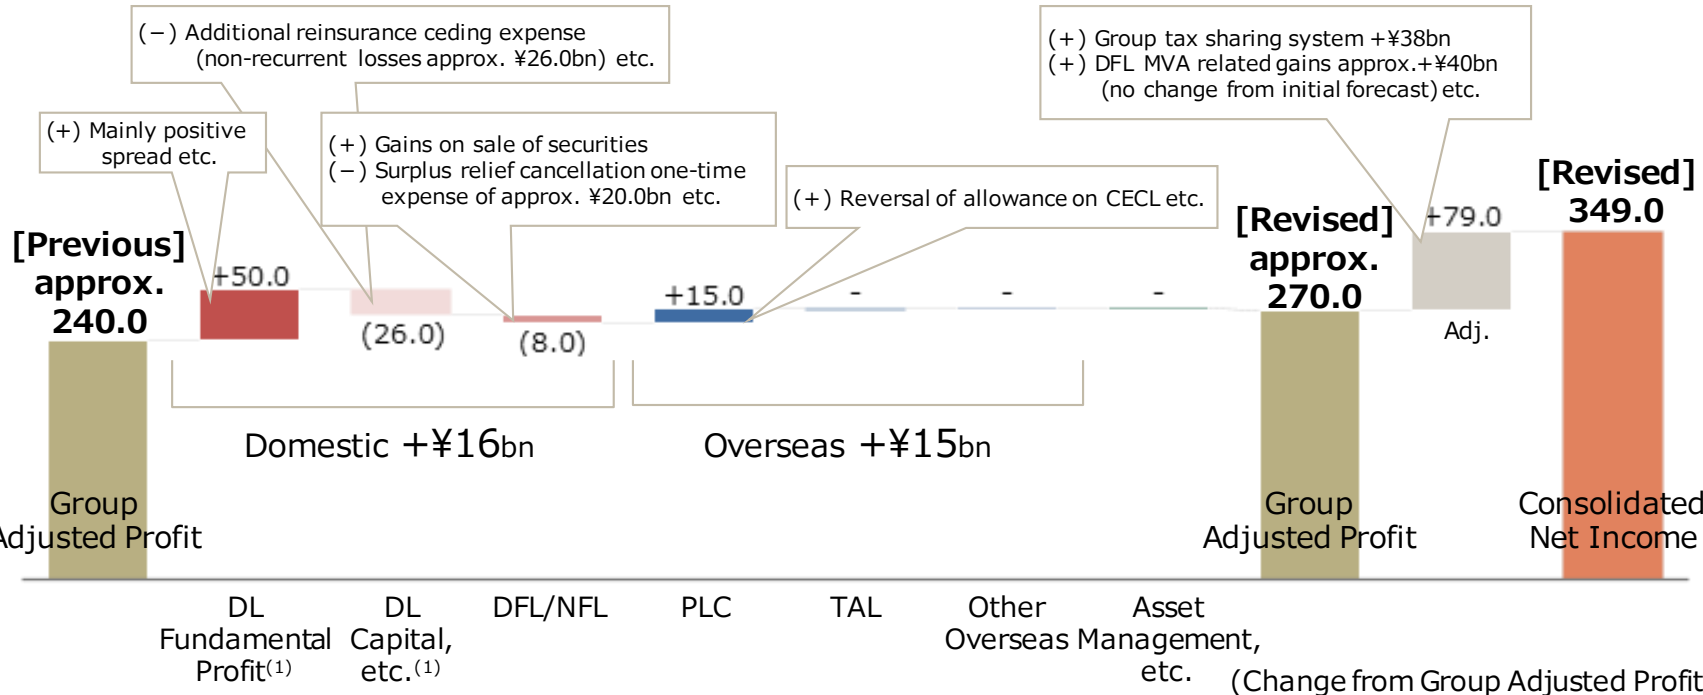 (−) Additional reinsurance ceding expense
(non-recurrent losses approx. ¥26.0bn) etc.
(+) Mainly positive
spread etc.
(+) Gains on sale of securities
(−) Surplus relief cancellation one-time
expense of approx. ¥20.0bn etc.
(+) Reversal of allowance on CECL etc.
(+) Group tax sharing system +¥38bn
(+) DFL MVA related gains approx.+¥40bn
(no change from initial forecast) etc.
[Previous]
approx.
240.0
+50.0
(26.0)
(8.0)
+15.0
-
-
-
[Revised]
approx.
270.0
+79.0
Adj.
[Revised]
349.0
Domestic +¥16bn
Overseas +¥15bn
Group
Adjusted Profit
Group
Adjusted Profit
Consolidated
Net Income
DL
Fundamental
Profit(1)
DL
Capital,
etc.(1)
DFL/NFL
PLC
TAL
Other
Overseas
Asset
Management,
etc.
(Change from Group Adjusted Profit